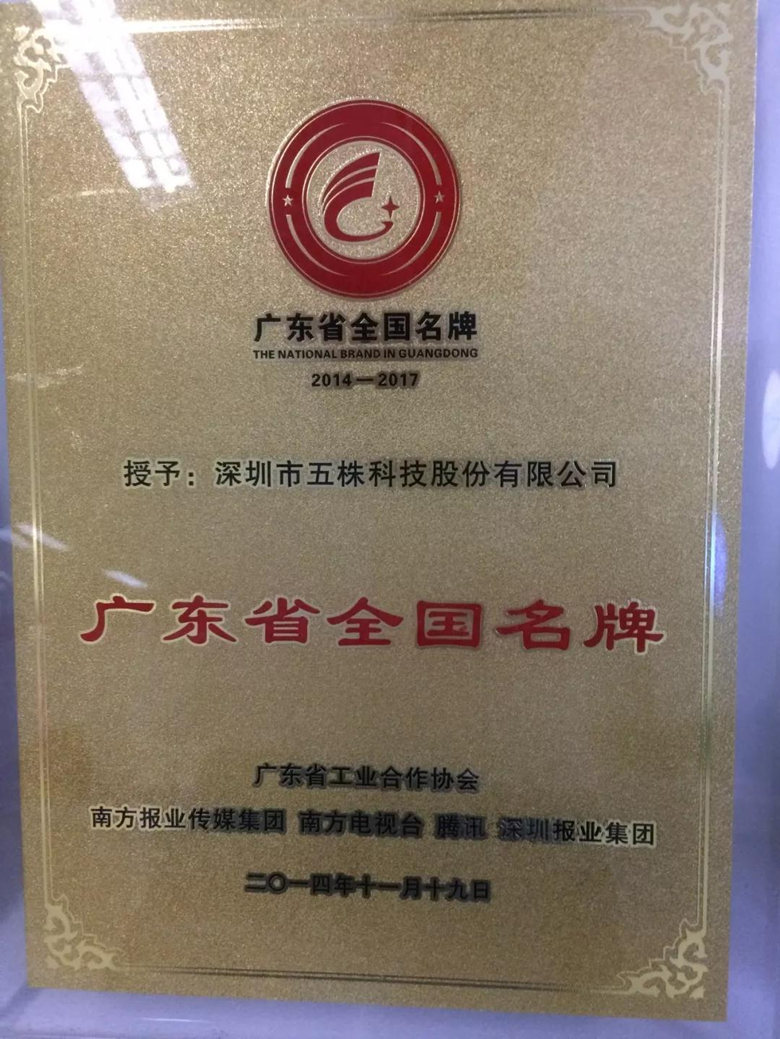 广东省全国名牌
THE NATIONAL BRAND IN GUANGDONG
2014—2017
授予：深圳市五株科技股份有限公司
广东省全国名牌
广东省工业合作协会
南方报业传媒集团 南方电视台 腾讯 深圳报业集团
二〇一四年十一月十九日